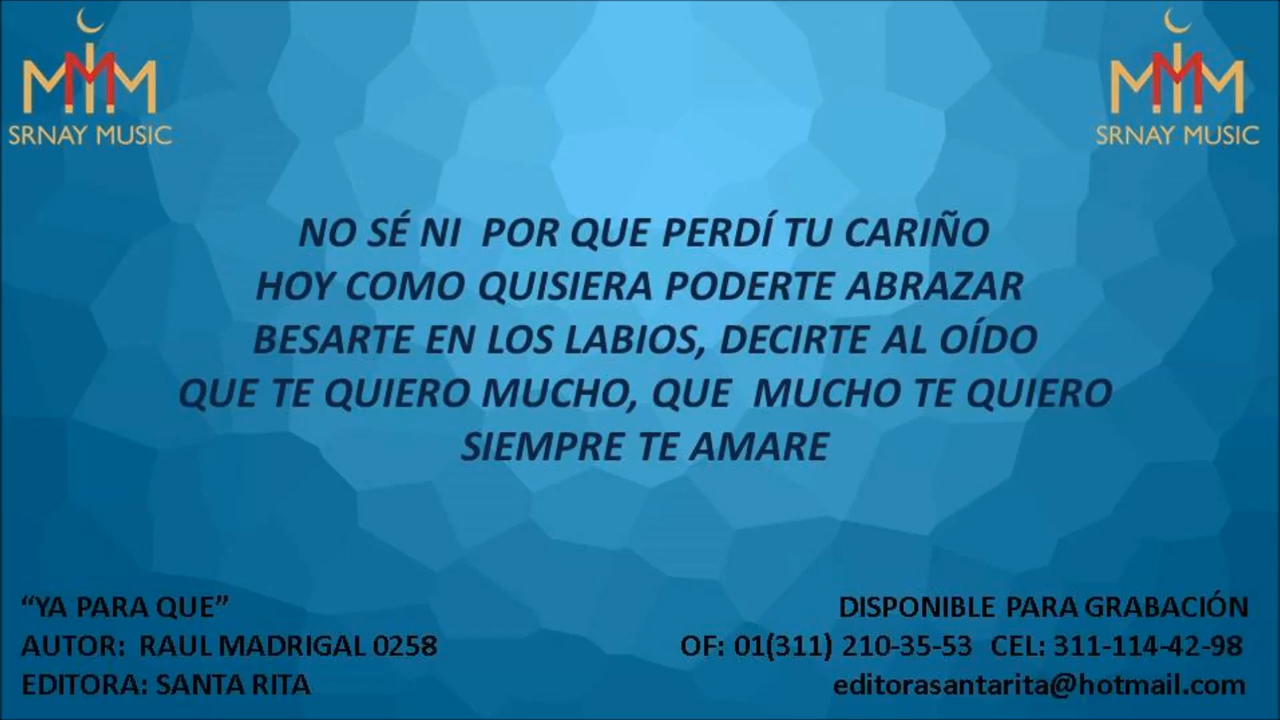 SRNAY MUSIC
SRNAY MUSIC
NO SÉ NI  POR QUE PERDÍ TU CARIÑO
HOY COMO QUISIERA PODERTE ABRAZAR
BESARTE EN LOS LABIOS, DECIRTE AL OÍDO
QUE TE QUIERO MUCHO, QUE  MUCHO TE QUIERO
SIEMPRE TE AMARE
“YA PARA QUE”
AUTOR:  RAUL MADRIGAL 0258
EDITORA: SANTA RITA
DISPONIBLE PARA GRABACIÓN
OF: 01(311) 210-35-53  CEL: 311-114-42-98
editorasantarita@hotmail.com